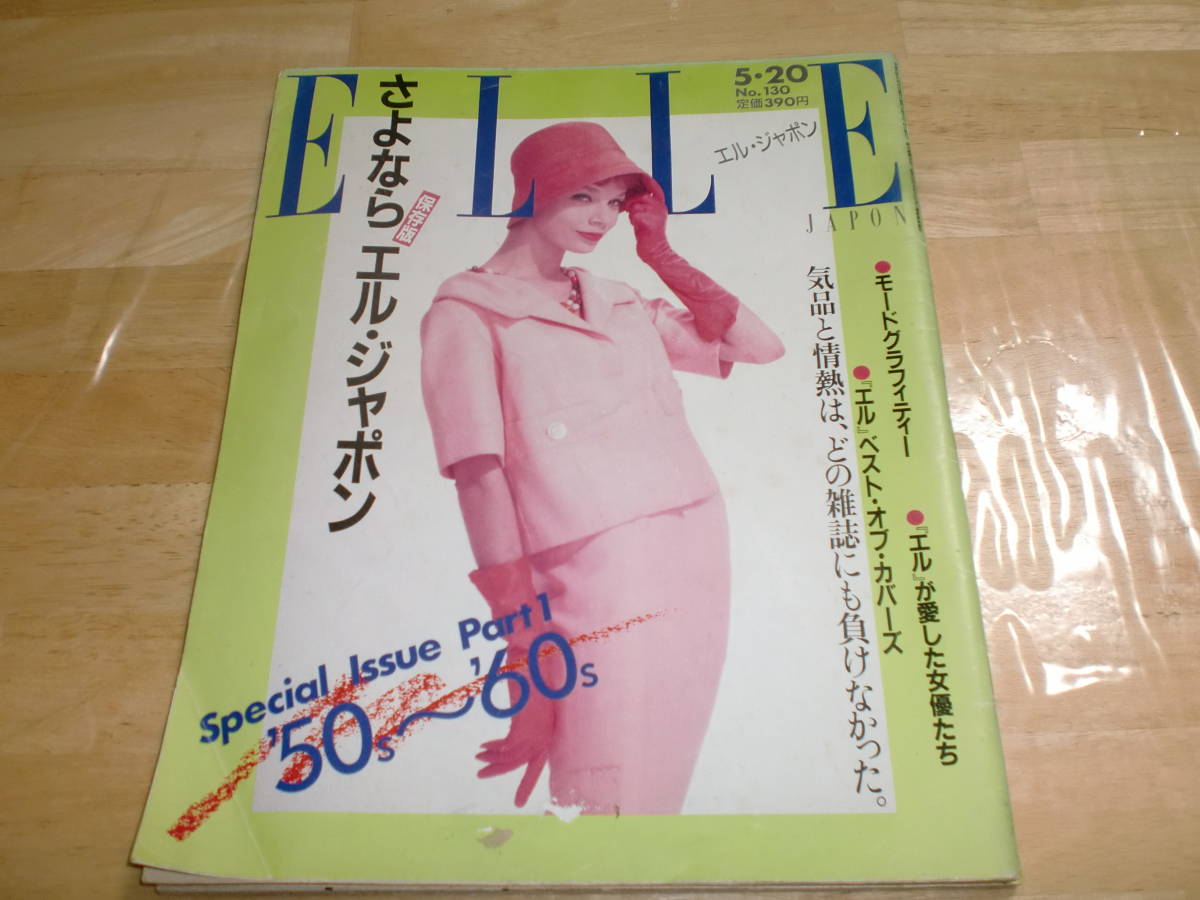 ELLE
JAPON
5・20
No.130
定価390円
エル・ジャポン
さよなら
保存版
エル・ジャポン
●モードグラフィティー
●『エル』ベスト・オブ・カバーズ
●『エル』が愛した女優たち
気品と情熱は、どの雑誌にも負けなかった。
Special Issue Part 1
'50s〜'60s